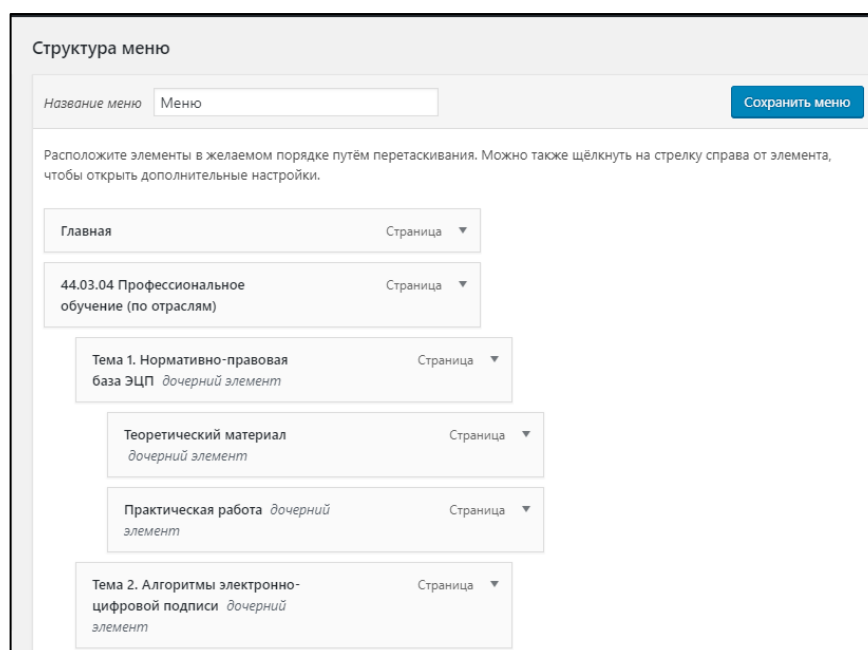 Структура меню
Название меню Меню Сохранить меню
Расположите элементы в желаемом порядке путём перетаскивания. Можно также щёлкнуть на стрелку справа от элемента,
чтобы открыть дополнительные настройки.
Главная Страница
44.03.04 Профессиональное Страница
обучение (по отраслям)
Тема 1. Нормативно-правовая Страница
база ЭЦП дочерний элемент
Теоретический материал Страница
дочерний элемент
Практическая работа дочерний Страница
элемент
Тема 2. Алгоритмы электронно- Страница
цифровой подписи дочерний
элемент